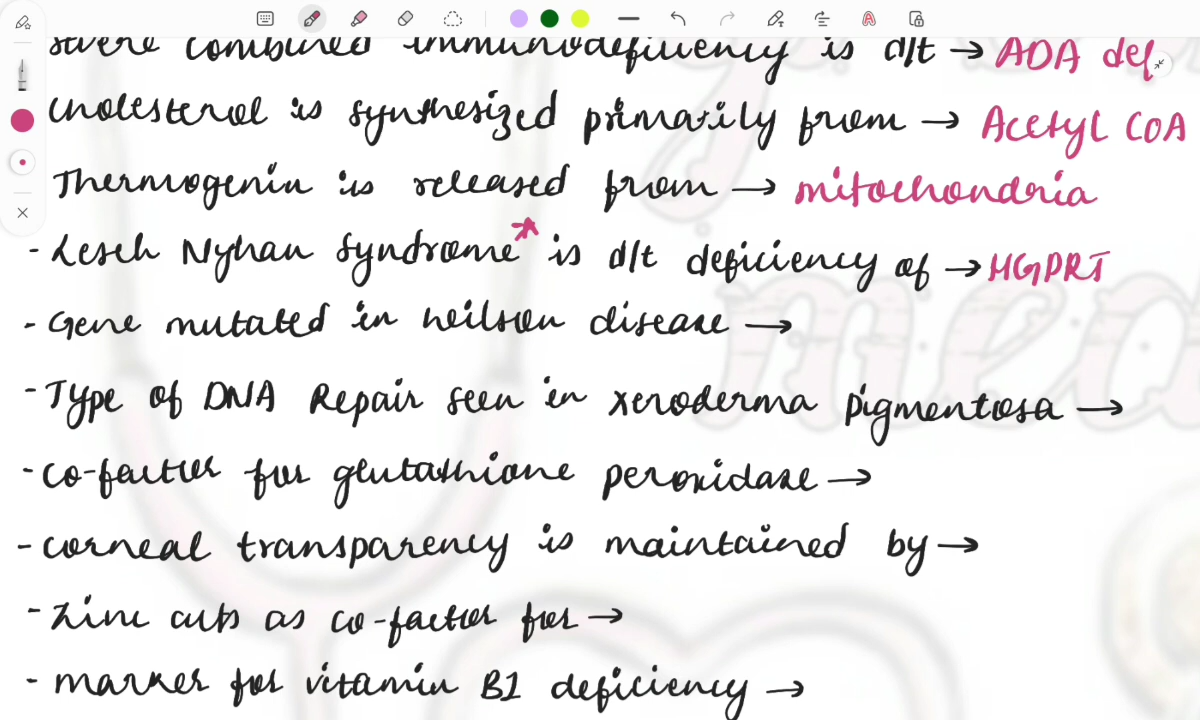 severe combined immunodeficiency is d/t → ADA def
Cholesterol is synthesized primarily from → Acetyl COA
Thermogenin is released from → mitochondria
- Lesch Nyhan Syndrome* is d/t deficiency of → HGPRT
- Gene mutated in weilson disease →
- Type of DNA Repair seen in xeroderma pigmentosa →
- co-factor for glutathione peroxidase →
- corneal transparency is maintained by →
- Zinc acts as co-factor for →
- marker for vitamin B1 deficiency →